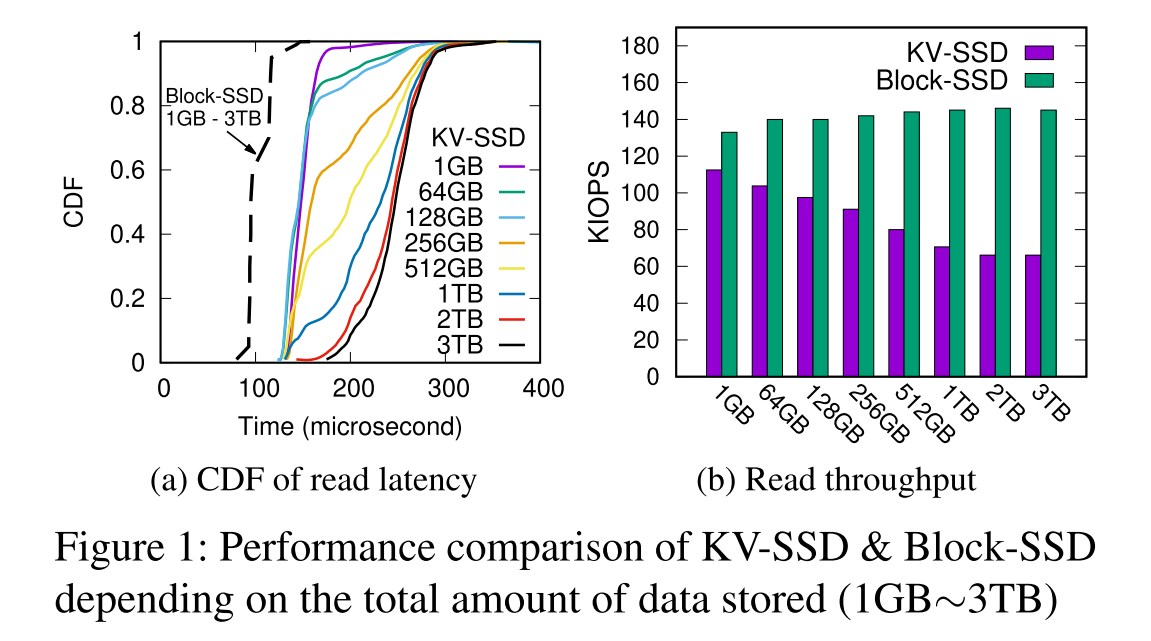 1
0.8
0.6
0.4
0.2
0
CDF
Block-SSD
1GB - 3TB
KV-SSD
1GB
64GB
128GB
256GB
512GB
1TB
2TB
3TB
0 100 200 300 400
Time (microsecond)
(a) CDF of read latency
180
160
140
120
100
80
60
40
20
0
KIOPS
KV-SSD
Block-SSD
1GB 64GB 128GB 256GB 512GB 1TB 2TB 3TB
(b) Read throughput
Figure 1: Performance comparison of KV-SSD & Block-SSD
depending on the total amount of data stored (1GB∼3TB)